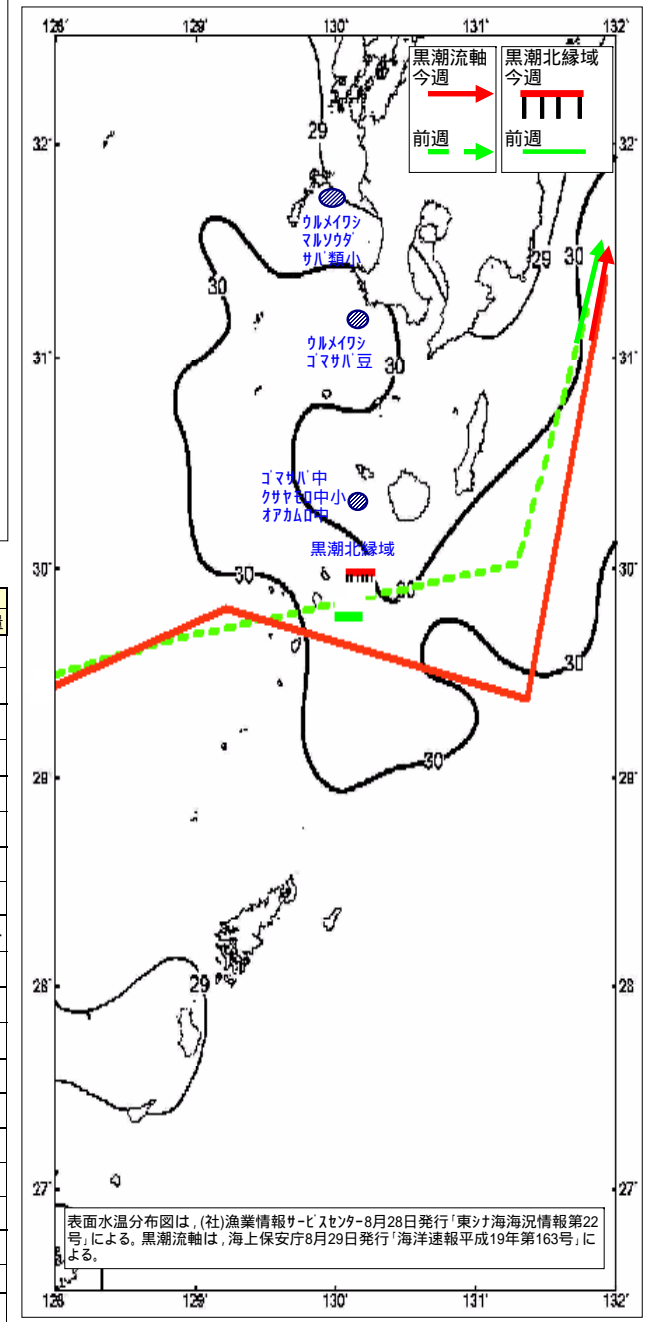 128ﾟ 129ﾟ 130ﾟ 131ﾟ 132ﾟ
黒潮流軸
今週
前週
黒潮北縁域
今週
前週
32ﾟ 32ﾟ
29
ウルメイワシ
マルソウダ
サバ類小
29
30
30
ウルメイワシ
ゴマサバ豆
31ﾟ 31ﾟ
30
ゴマサバ中
クサヤモロ中小
オアカムロ中
黒潮北縁域
30ﾟ 30ﾟ
30
30
30
30
29ﾟ 29ﾟ
28ﾟ 28ﾟ
29
27ﾟ 27ﾟ
表面水温分布図は，(社)漁業情報サービスセンター8月28日発行「東シナ海海況情報第22
号」による。黒潮流軸は，海上保安庁8月29日発行「海洋速報平成19年第163号」に
よる。
128ﾟ 129ﾟ 130ﾟ 131ﾟ 132ﾟ